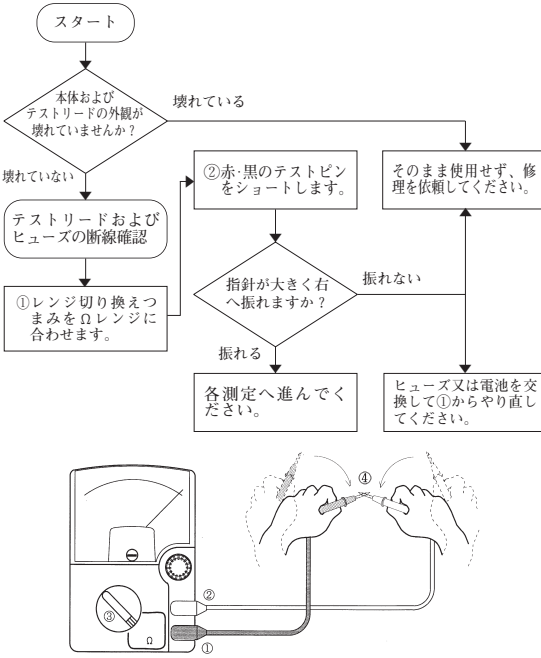 スタート
本体および
テストリードの外観が
壊れていませんか?
壊れている
壊れていない
テストリードおよび
ヒューズの断線確認
①レンジ切り換えつ
まみをΩレンジに
合わせます。
②赤・黒のテストピン
をショートします。
指針が大きく右
へ振れますか?
振れない
振れる
各測定へ進んでく
ださい。
そのまま使用せず、修
理を依頼してください。
ヒューズ又は電池を交
換して①からやり直し
てください。
④
②
③
Ω
①